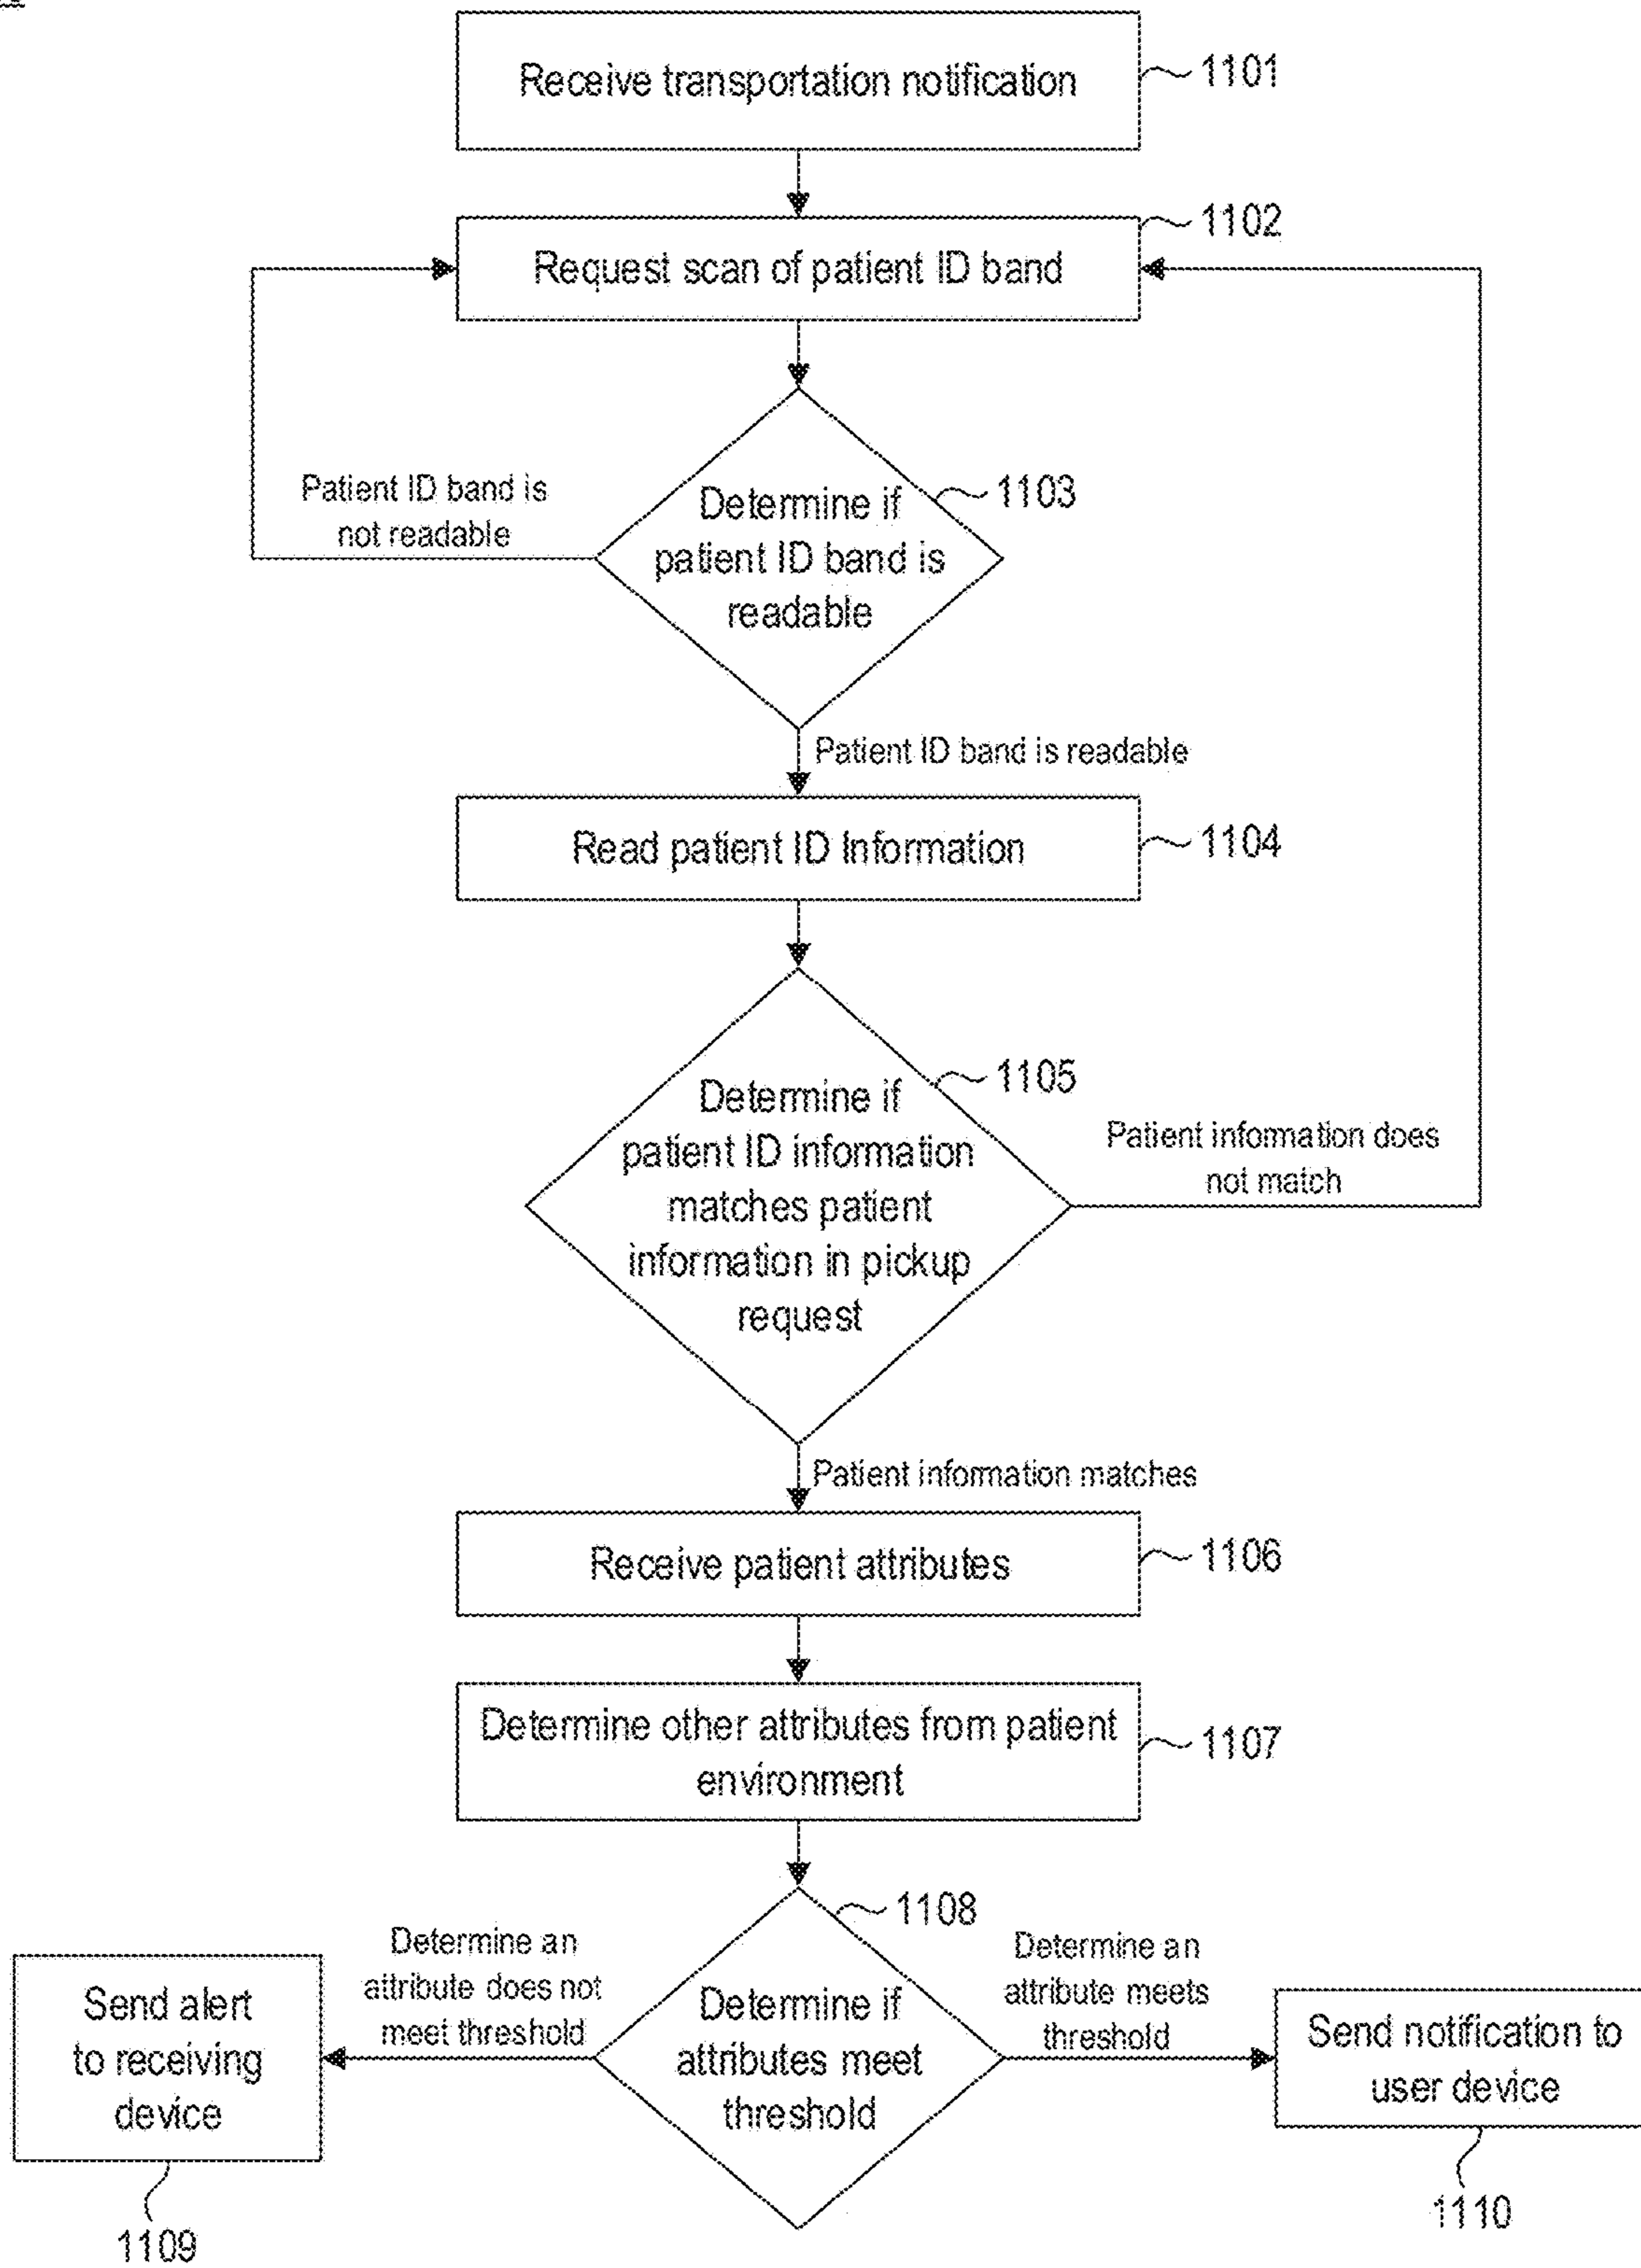 Receive transportation notification
1101
1102
Request scan of patient ID band
Patient ID band is
not readable
1103
Determine if
patient ID band is
readable
Patient ID band is readable
Read patient ID Information
1104
1105
Determine if
patient ID information
matches patient
information in pickup
request
Patient information does
not match
Patient information matches
Receive patient attributes
1106
Determine other attributes from patient
environment
1107
1108
Determine an
attribute does not
meet threshold
Determine an
attribute meets
threshold
Send alert
to receiving
device
Determine if
attributes meet
threshold
Send notification to
user device
1109
1110